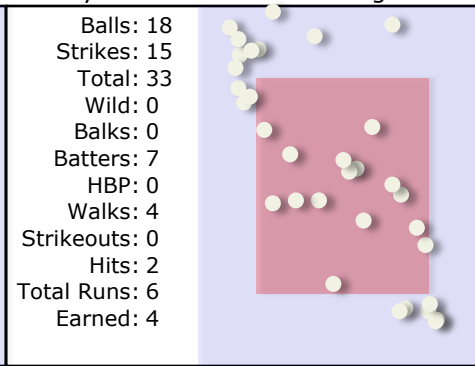 Balls: 18
Strikes: 15
Total: 33
Wild: 0
Balks: 0
Batters: 7
HBP: 0
Walks: 4
Strikeouts: 0
Hits: 2
Total Runs: 6
Earned: 4